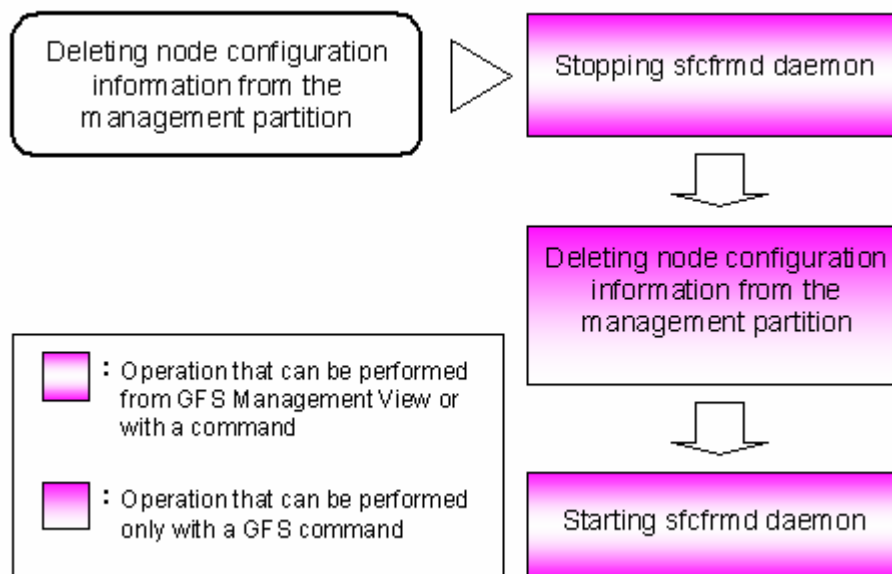 Deleting node configuration
information from the
management partition
Stopping sfcfrmd daemon
Deleting node configuration
information from the
management partition
Starting sfcfrmd daemon
: Operation that can be performed
from GFS Management View or
with a command
: Operation that can be performed
only with a GFS command